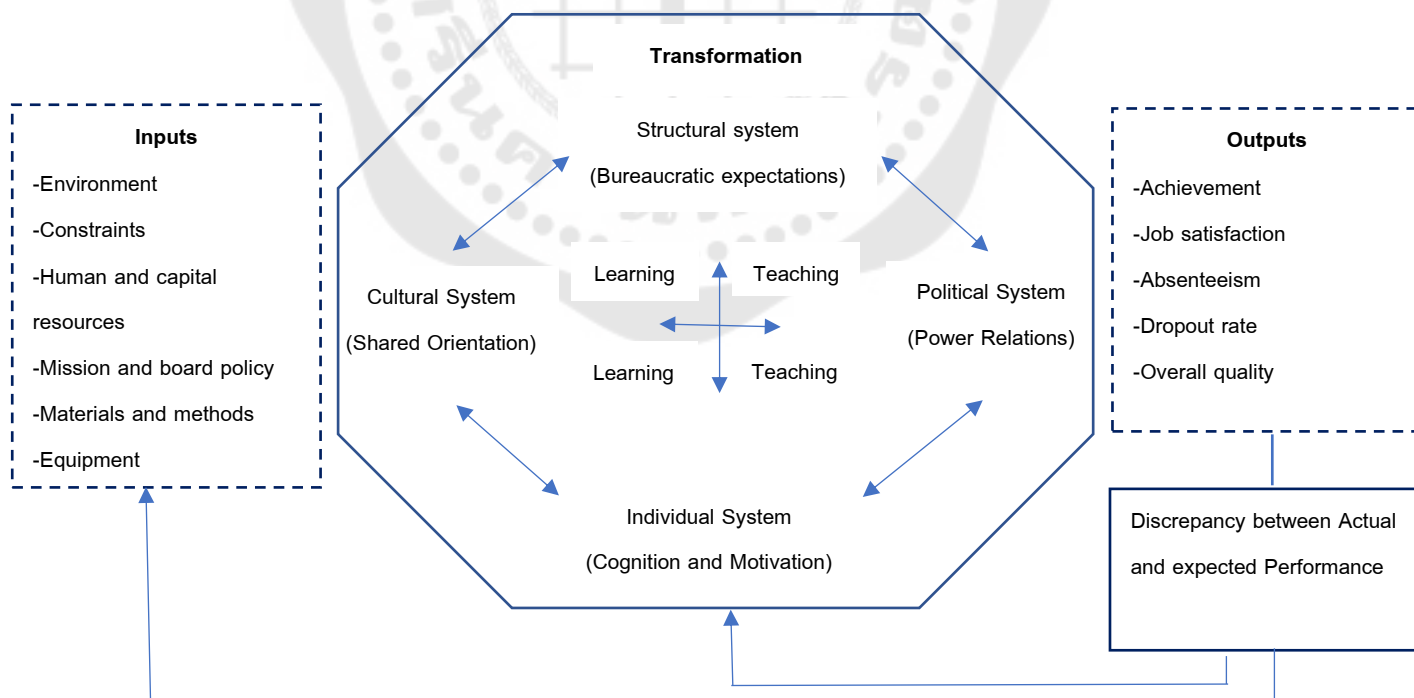 Transformation
Inputs
-Environment
-Constraints
-Human and capital
resources
-Mission and board policy
-Materials and methods
-Equipment
Structural system
(Bureaucratic expectations)
Cultural System
(Shared Orientation)
Learning
Teaching
Learning
Teaching
Political System
(Power Relations)
Individual System
(Cognition and Motivation)
Outputs
-Achievement
-Job satisfaction
-Absenteeism
-Dropout rate
-Overall quality
Discrepancy between Actual
and expected Performance